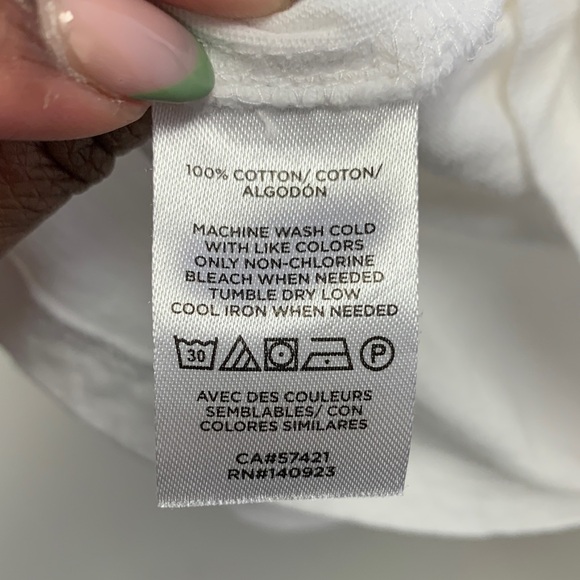 100% COTTON/ COTON/
ALGODÓN
MACHINE WASH COLD
WITH LIKE COLORS
ONLY NON-CHLORINE
BLEACH WHEN NEEDED
TUMBLE DRY LOW
COOL IRON WHEN NEEDED
30 P
AVEC DES COULEURS
SEMBLABLES/ CON
COLORES SIMILARES
CA#57421
RN#140923